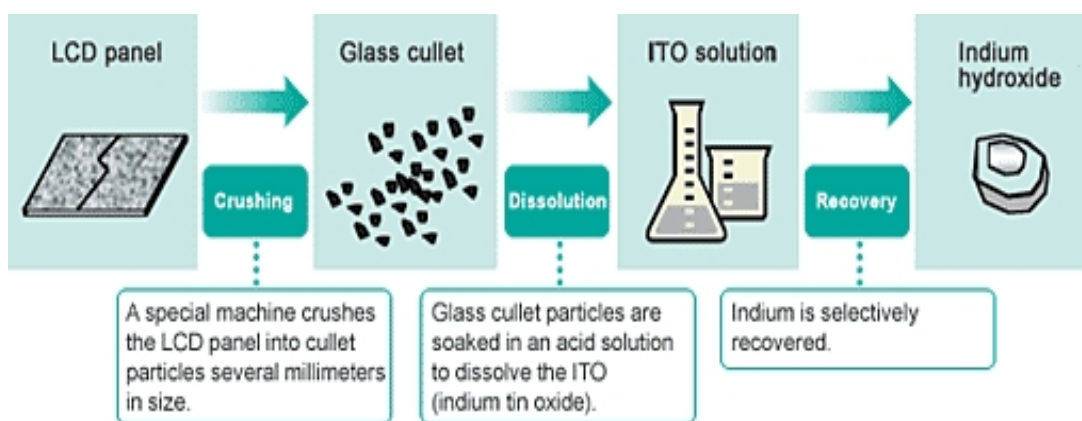 LCD panel
Glass cullet
ITO solution
Indium
hydroxide
Crushing
Dissolution
Recovery
A special machine crushes
the LCD panel into cullet
particles several millimeters
in size.
Glass cullet particles are
soaked in an acid solution
to dissolve the ITO
(indium tin oxide).
Indium is selectively
recovered.